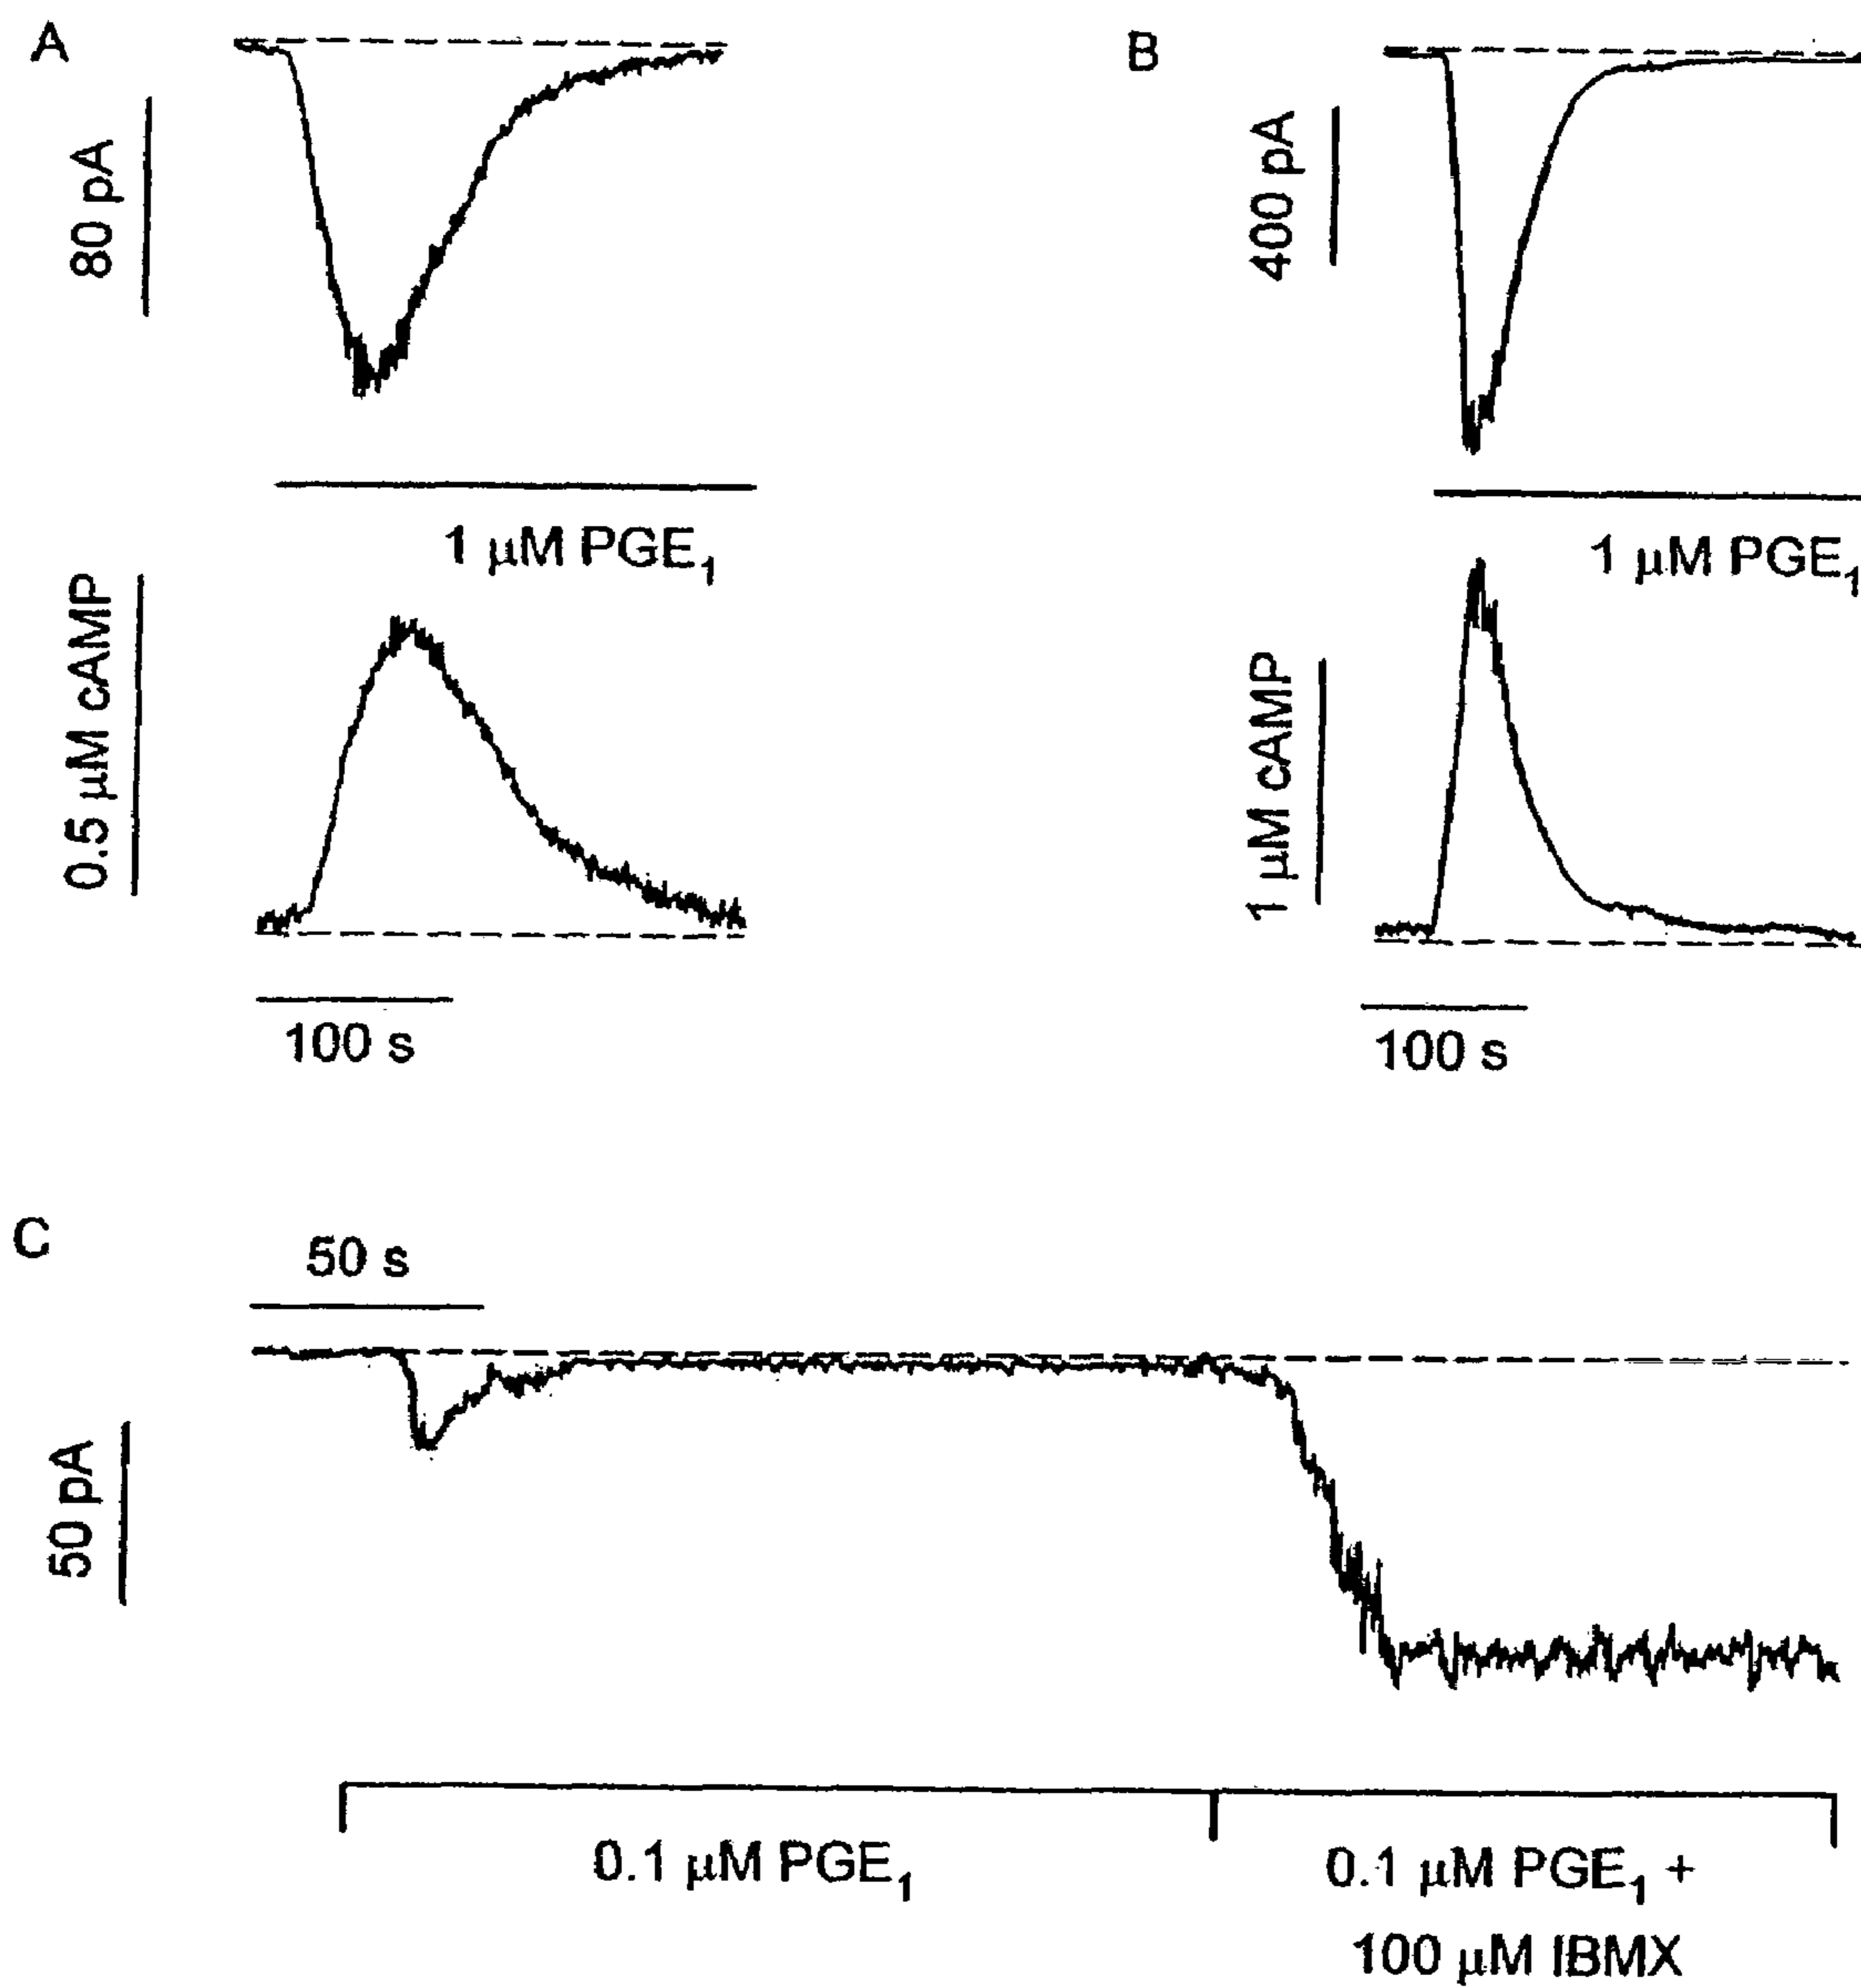 A
80 pA
1 μM PGE1
0.5 μM cAMP
100 s
B
400 pA
1 μM PGE1
1 μM cAMP
100 s
C
50 s
50 pA
0.1 μM PGE1
0.1 μM PGE1 +
100 μM IBMX